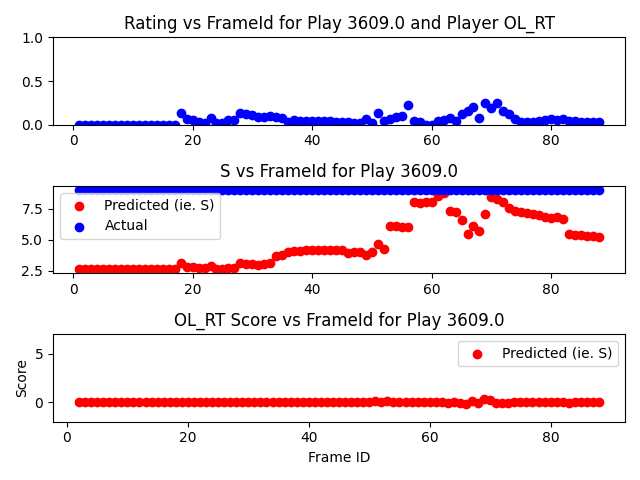 Rating vs FrameId for Play 3609.0 and Player OL_RT
1.0
0.5
0.0
0 20 40 60 80
S vs FrameId for Play 3609.0
7.5
5.0
2.5
Predicted (ie. S)
Actual
0 20 40 60 80
OL_RT Score vs FrameId for Play 3609.0
Score
5
0
Predicted (ie. S)
0 20 40 60 80
Frame ID